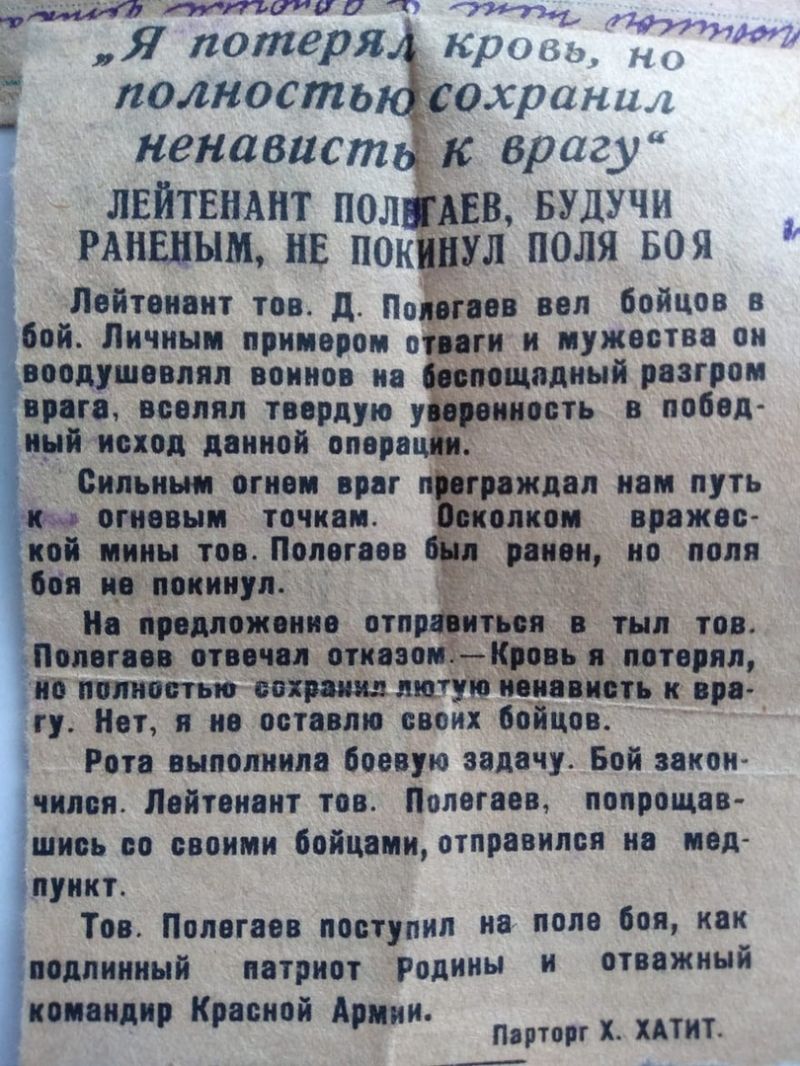 „Я потерял кровь, но
полностью сохранил
ненависть к врагу“
ЛЕЙТЕНАНТ ПОЛЕГАЕВ, БУДУЧИ
РАНЕНЫМ, НЕ ПОКИНУЛ ПОЛЯ БОЯ
Лейтенант тов. Д. Полегаев вел бойцов в
бой. Личным примером отваги и мужества он
воодушевлял воинов на беспощадный разгром
врага, вселял твердую уверенность в побед-
ный исход данной операции.
Сильным огнем враг преграждал нам путь
к огневым точкам. Осколком вражес-
кой мины тов. Полегаев был ранен, но поля
боя не покинул.
На предложение отправиться в тыл тов.
Полегаев отвечал отказом.—Кровь я потерял,
но полностью сохранил лютую ненависть к вра-
гу. Нет, я не оставлю своих бойцов.
Рота выполнила боевую задачу. Бой закон-
чился. Лейтенант тов. Полегаев, попрощав-
шись со своими бойцами, отправился на мед-
пункт.
Тов. Полегаев поступил на поле боя, как
подлинный патриот Родины и отважный
командир Красной Армии.
Парторг Х. ХАТИТ.